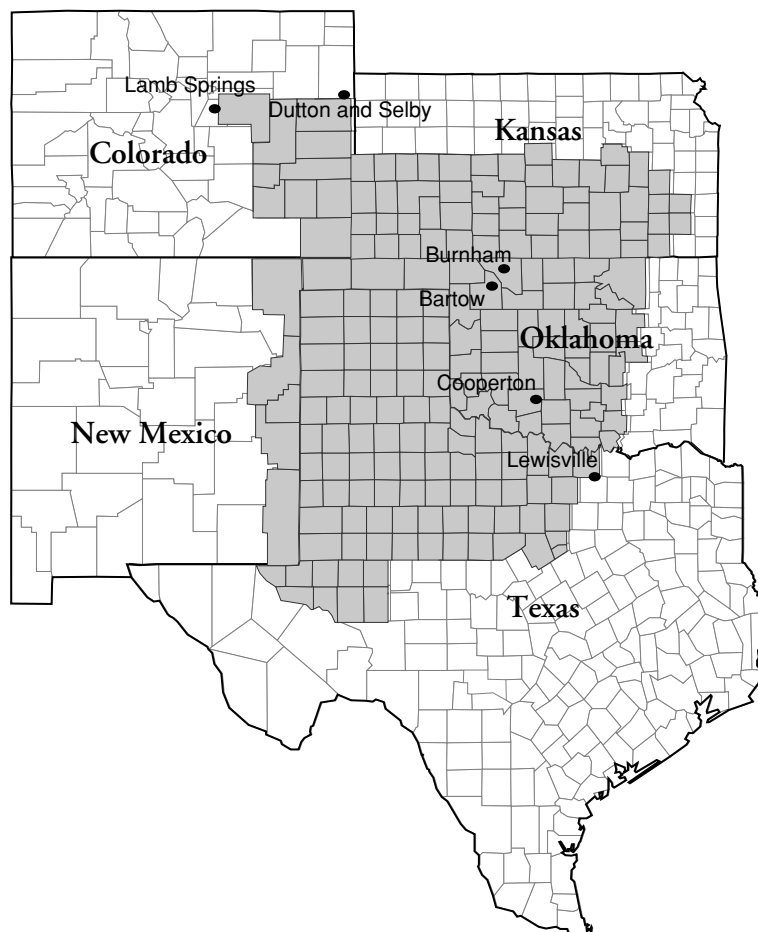 Lamb Springs
Dutton and Selby
Kansas
Colorado
Burnham
Bartow
Oklahoma
Cooperton
New Mexico
Lewisville
Texas